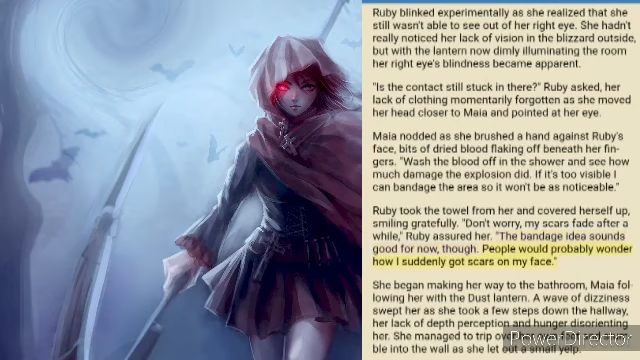 Ruby blinked experimentally as she realized that she
still wasn't able to see out of her right eye. She hadn't
really noticed her lack of vision in the blizzard outside,
but with the lantern now dimly illuminating the room
her right eye's blindness became apparent.
"Is the contact still stuck in there?" Ruby asked, her
lack of clothing momentarily forgotten as she moved
her head closer to Maia and pointed at her eye.
Maia nodded as she brushed a hand against Ruby's
face, bits of dried blood flaking off beneath her fin-
gers. "Wash the blood off in the shower and see how
much damage the explosion did. If it's too visible I
can bandage the area so it won't be as noticeable."
Ruby took the towel from her and covered herself up,
smiling gratefully. "Don't worry, my scars fade after a
while," Ruby assured her. "The bandage idea sounds
good for now, though. People would probably wonder
how I suddenly got scars on my face."
She began making her way to the bathroom, Maia fol-
lowing her with the Dust lantern. A wave of dizziness
swept her as she took a few steps down the hallway,
her lack of depth perception and hunger disorienting
her. She managed to trip over
ble into the wall as she let out a small yelp.
PowerDirector